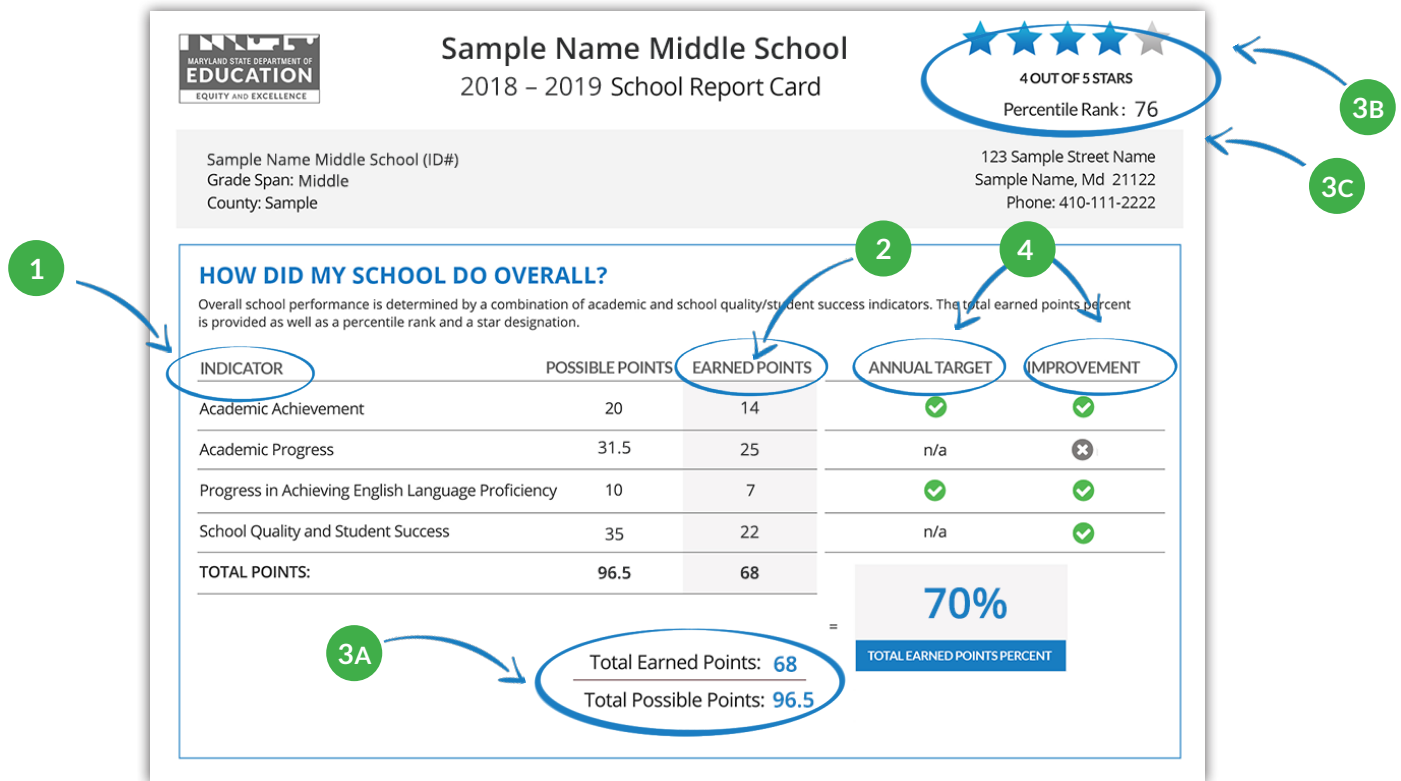 MARYLAND STATE DEPARTMENT OF
EDUCATION
EQUITY AND EXCELLENCE
Sample Name Middle School
2018 – 2019 School Report Card
4 OUT OF 5 STARS
Percentile Rank : 76
3B
3C
Sample Name Middle School (ID#)
Grade Span: Middle
County: Sample
123 Sample Street Name
Sample Name, Md 21122
Phone: 410-111-2222
1
2
4
HOW DID MY SCHOOL DO OVERALL?
Overall school performance is determined by a combination of academic and school quality/student success indicators. The total earned points percent
is provided as well as a percentile rank and a star designation.
INDICATOR POSSIBLE POINTS EARNED POINTS ANNUAL TARGET IMPROVEMENT
Academic Achievement 20 14
Academic Progress 31.5 25 n/a
Progress in Achieving English Language Proficiency 10 7
School Quality and Student Success 35 22 n/a
TOTAL POINTS: 96.5 68
3A
Total Earned Points: 68
Total Possible Points: 96.5
=
70%
TOTAL EARNED POINTS PERCENT